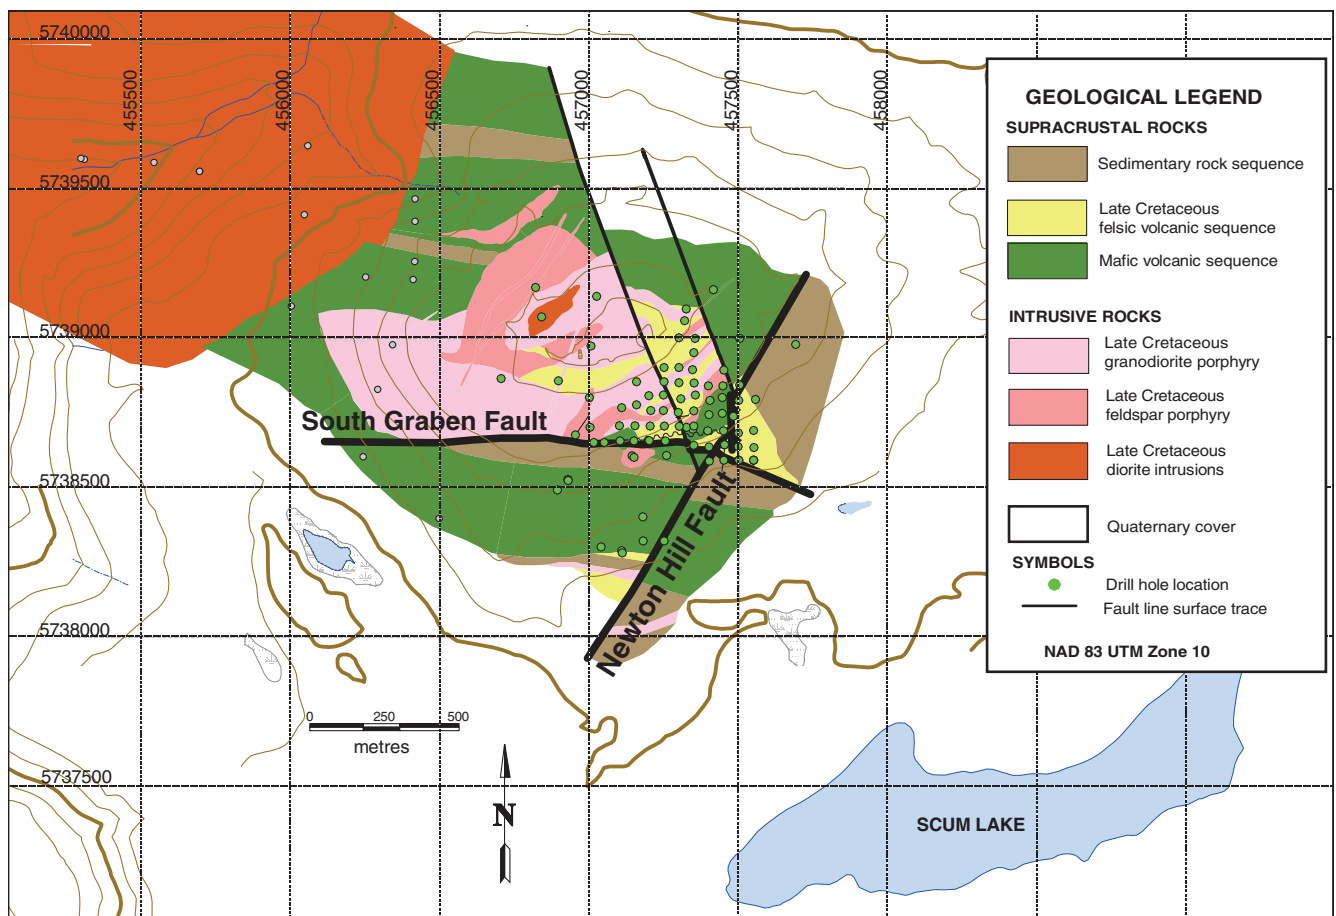 5740000
455500
456000
456500
457000
457500
458000
5739500
5739000
5738500
5738000
5737500
South Graben Fault
Newton Hill Fault
0 250 500
metres
N
SCUM LAKE
GEOLOGICAL LEGEND
SUPRACRUSTAL ROCKS
Sedimentary rock sequence
Late Cretaceous
felsic volcanic sequence
Mafic volcanic sequence
INTRUSIVE ROCKS
Late Cretaceous
granodiorite porphyry
Late Cretaceous
feldspar porphyry
Late Cretaceous
diorite intrusions
Quaternary cover
SYMBOLS
Drill hole location
Fault line surface trace
NAD 83 UTM Zone 10